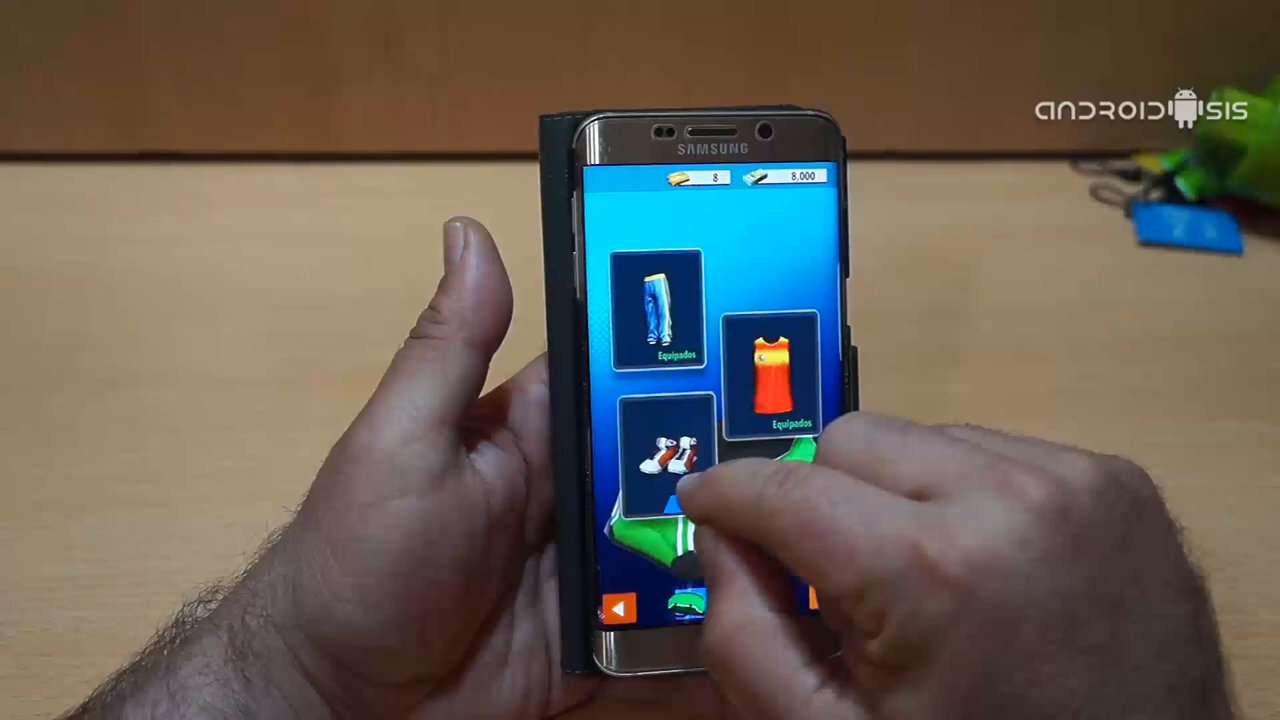 ANDROIDSIS
SAMSUNG
8
8,000
Equipados
Equipados